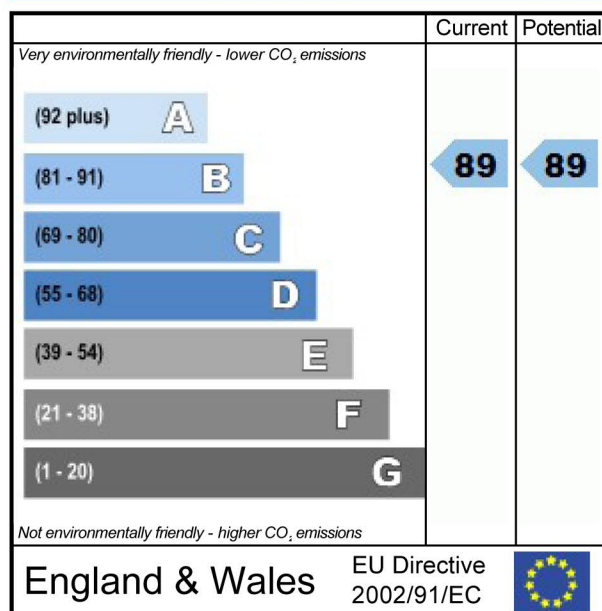 Current Potential
Very environmentally friendly - lower CO₂ emissions
(92 plus) A
(81 - 91) B 89 89
(69 - 80) C
(55 - 68) D
(39 - 54) E
(21 - 38) F
(1 - 20) G
Not environmentally friendly - higher CO₂ emissions
England & Wales
EU Directive
2002/91/EC